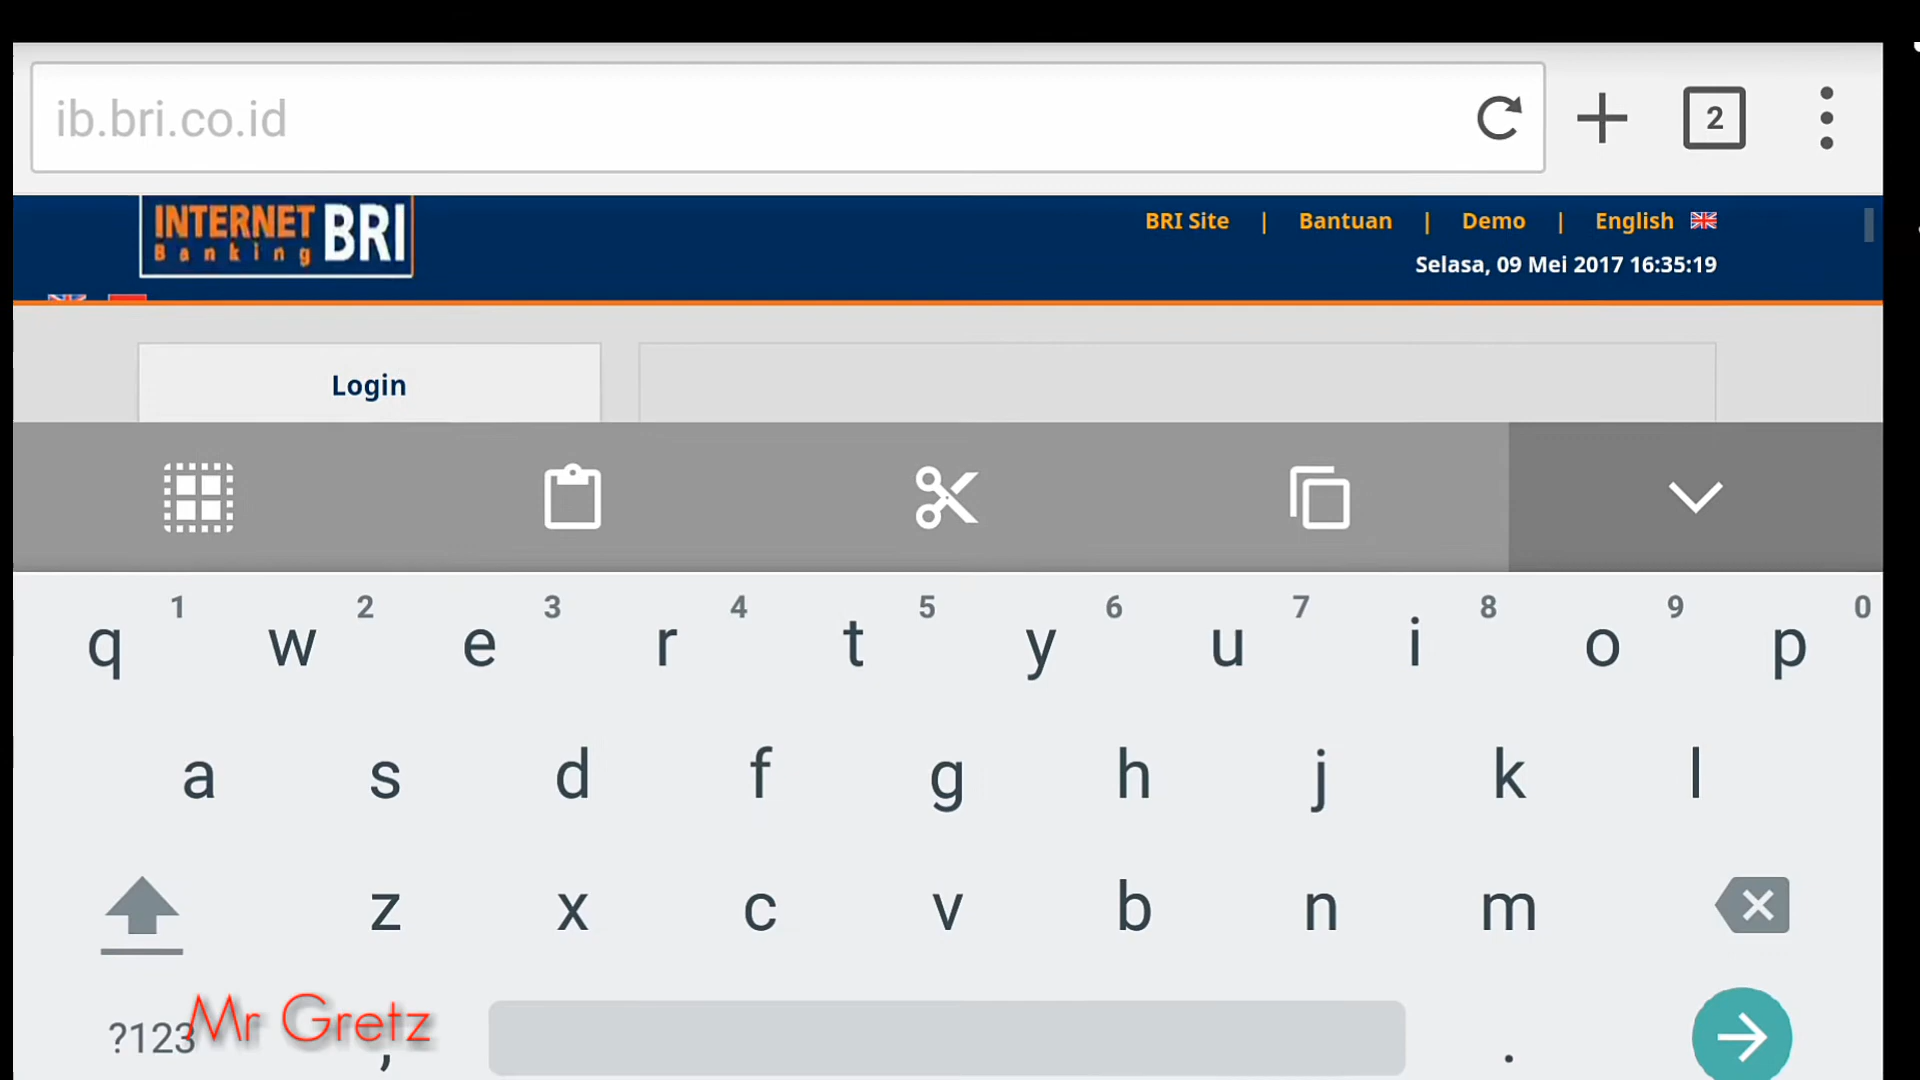 ib.bri.co.id
2
INTERNET
Banking
BRI
BRI Site | Bantuan | Demo | English
Selasa, 09 Mei 2017 16:35:19
Login
1 2 3 4 5 6 7 8 9 0
q w e r t y u i o p
a s d f g h j k l
z x c v b n m
?123 , .
Mr Gretz